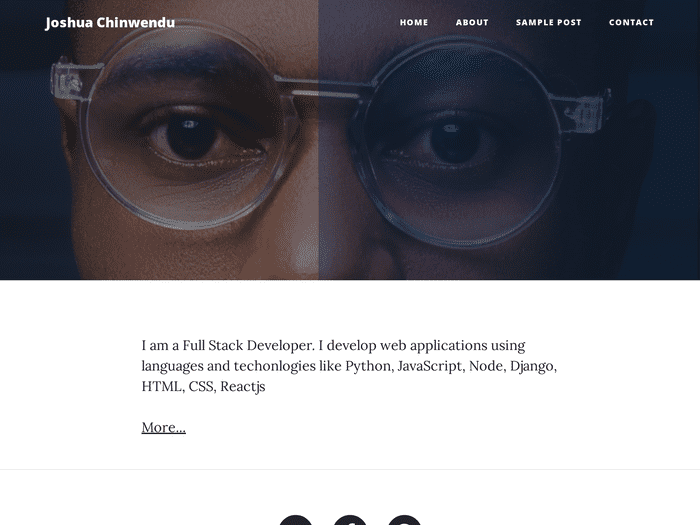 Joshua Chinwendu
HOME ABOUT SAMPLE POST CONTACT
I am a Full Stack Developer. I develop web applications using
languages and techonlogies like Python, JavaScript, Node, Django,
HTML, CSS, Reactjs
More...